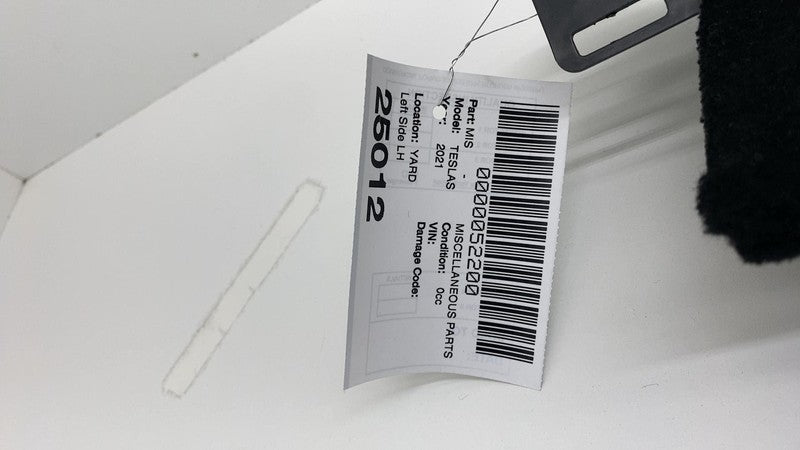 0000052200
Part: MIS - MISCELLANEOUS PARTS
Model: TESLAS Condition: 0cc
2021 VIN:
Location: YARD Damage Code:
Left Side LH
25012